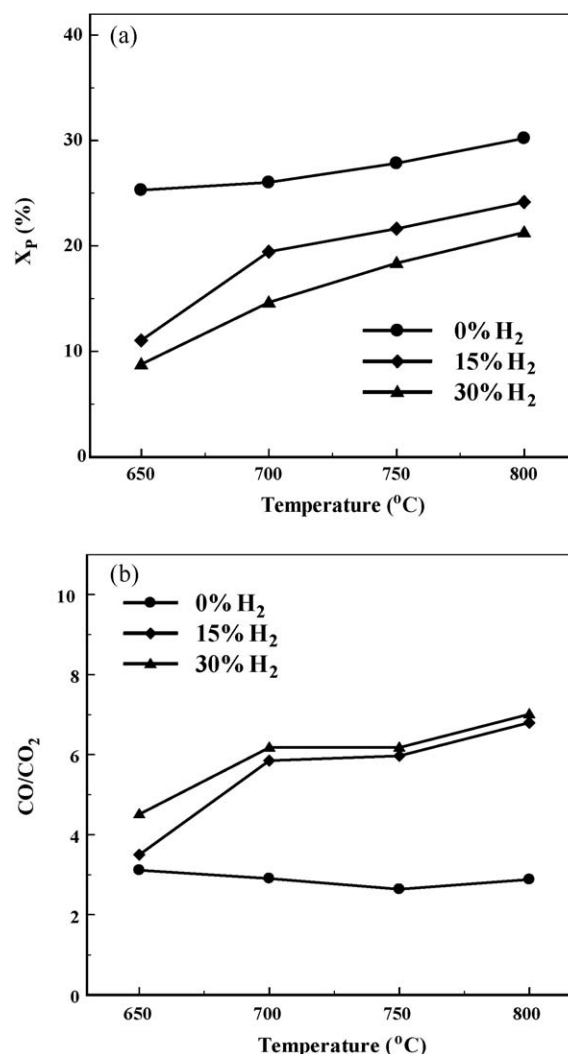 (a)
40
30
20
10
0
X_P (%)
0% H₂
15% H₂
30% H₂
650 700 750 800
Temperature (°C)
(b)
10
8
6
4
2
0
CO/CO₂
0% H₂
15% H₂
30% H₂
650 700 750 800
Temperature (°C)